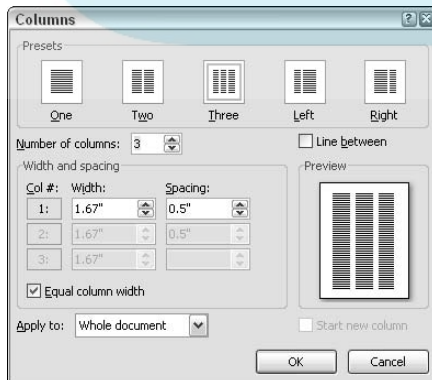 Columns
Presets
One Two Three Left Right
Number of columns: 3 Line between
Width and spacing Preview
Col #: Width: Spacing:
1: 1.67" 0.5"
2: 1.67" 0.5"
3: 1.67"
Equal column width
Apply to: Whole document Start new column
OK Cancel